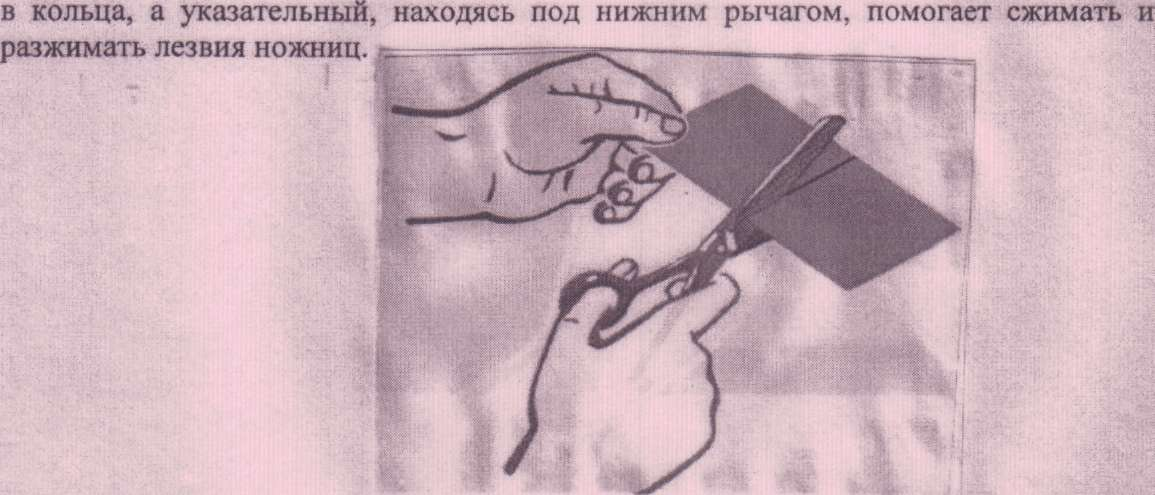 в кольца, а указательный, находясь под нижним рычагом, помогает сжимать и
разжимать лезвия ножниц.